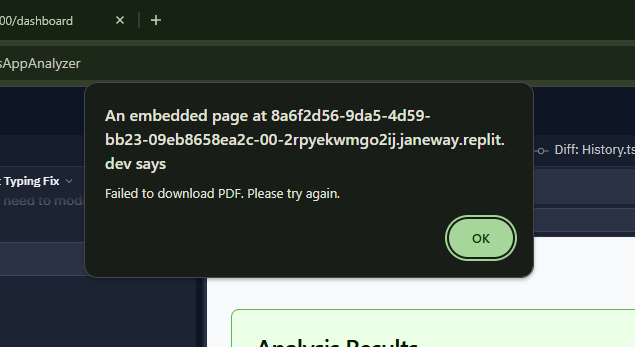 00/dashboard
sAppAnalyzer
An embedded page at 8a6f2d56-9da5-4d59-
bb23-09eb8658ea2c-00-2rpyekwmgo2ij.janeway.replit.
dev says
Failed to download PDF. Please try again.
OK
Diff: History.ts
Typing Fix
need to mod
Analysis Results